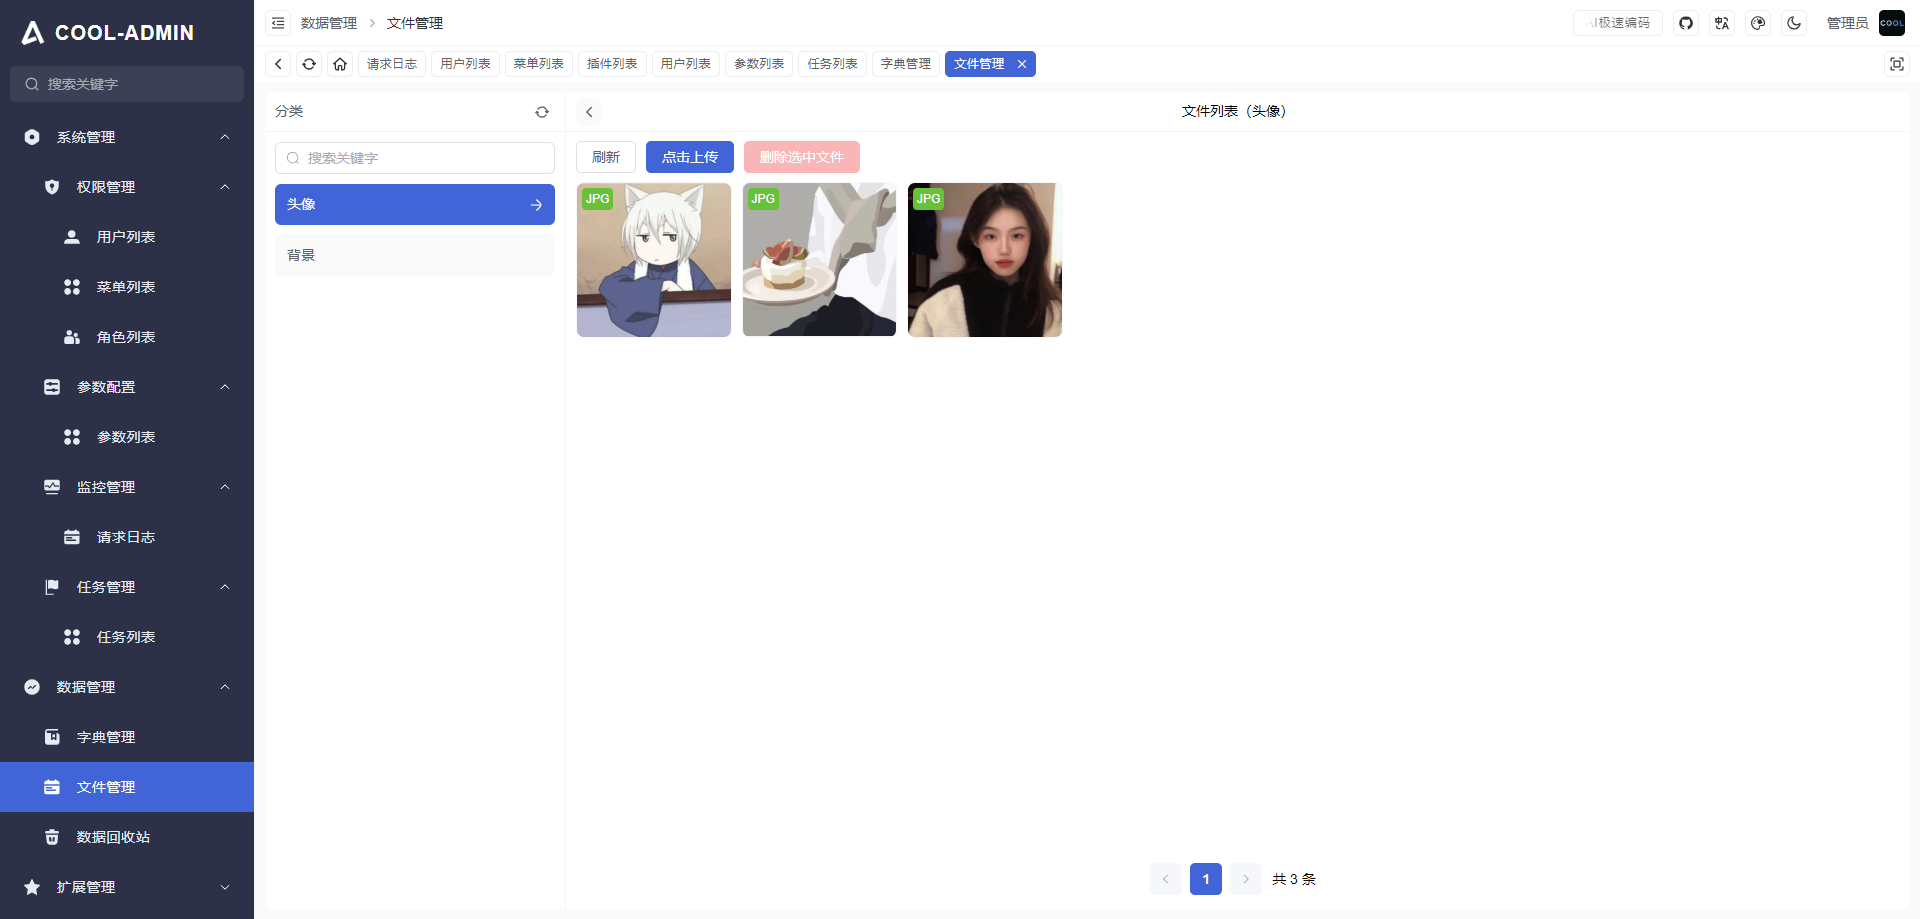 COOL-ADMIN
搜索关键字
系统管理
权限管理
用户列表
菜单列表
角色列表
参数配置
参数列表
监控管理
请求日志
任务管理
任务列表
数据管理
字典管理
文件管理
数据回收站
扩展管理
数据管理 文件管理
AI极速编码 管理员 COOL
请求日志 用户列表 菜单列表 插件列表 用户列表 参数列表 任务列表 字典管理 文件管理
分类
搜索关键字
头像
背景
文件列表（头像）
刷新 点击上传 删除选中文件
JPG JPG JPG
1 共 3 条